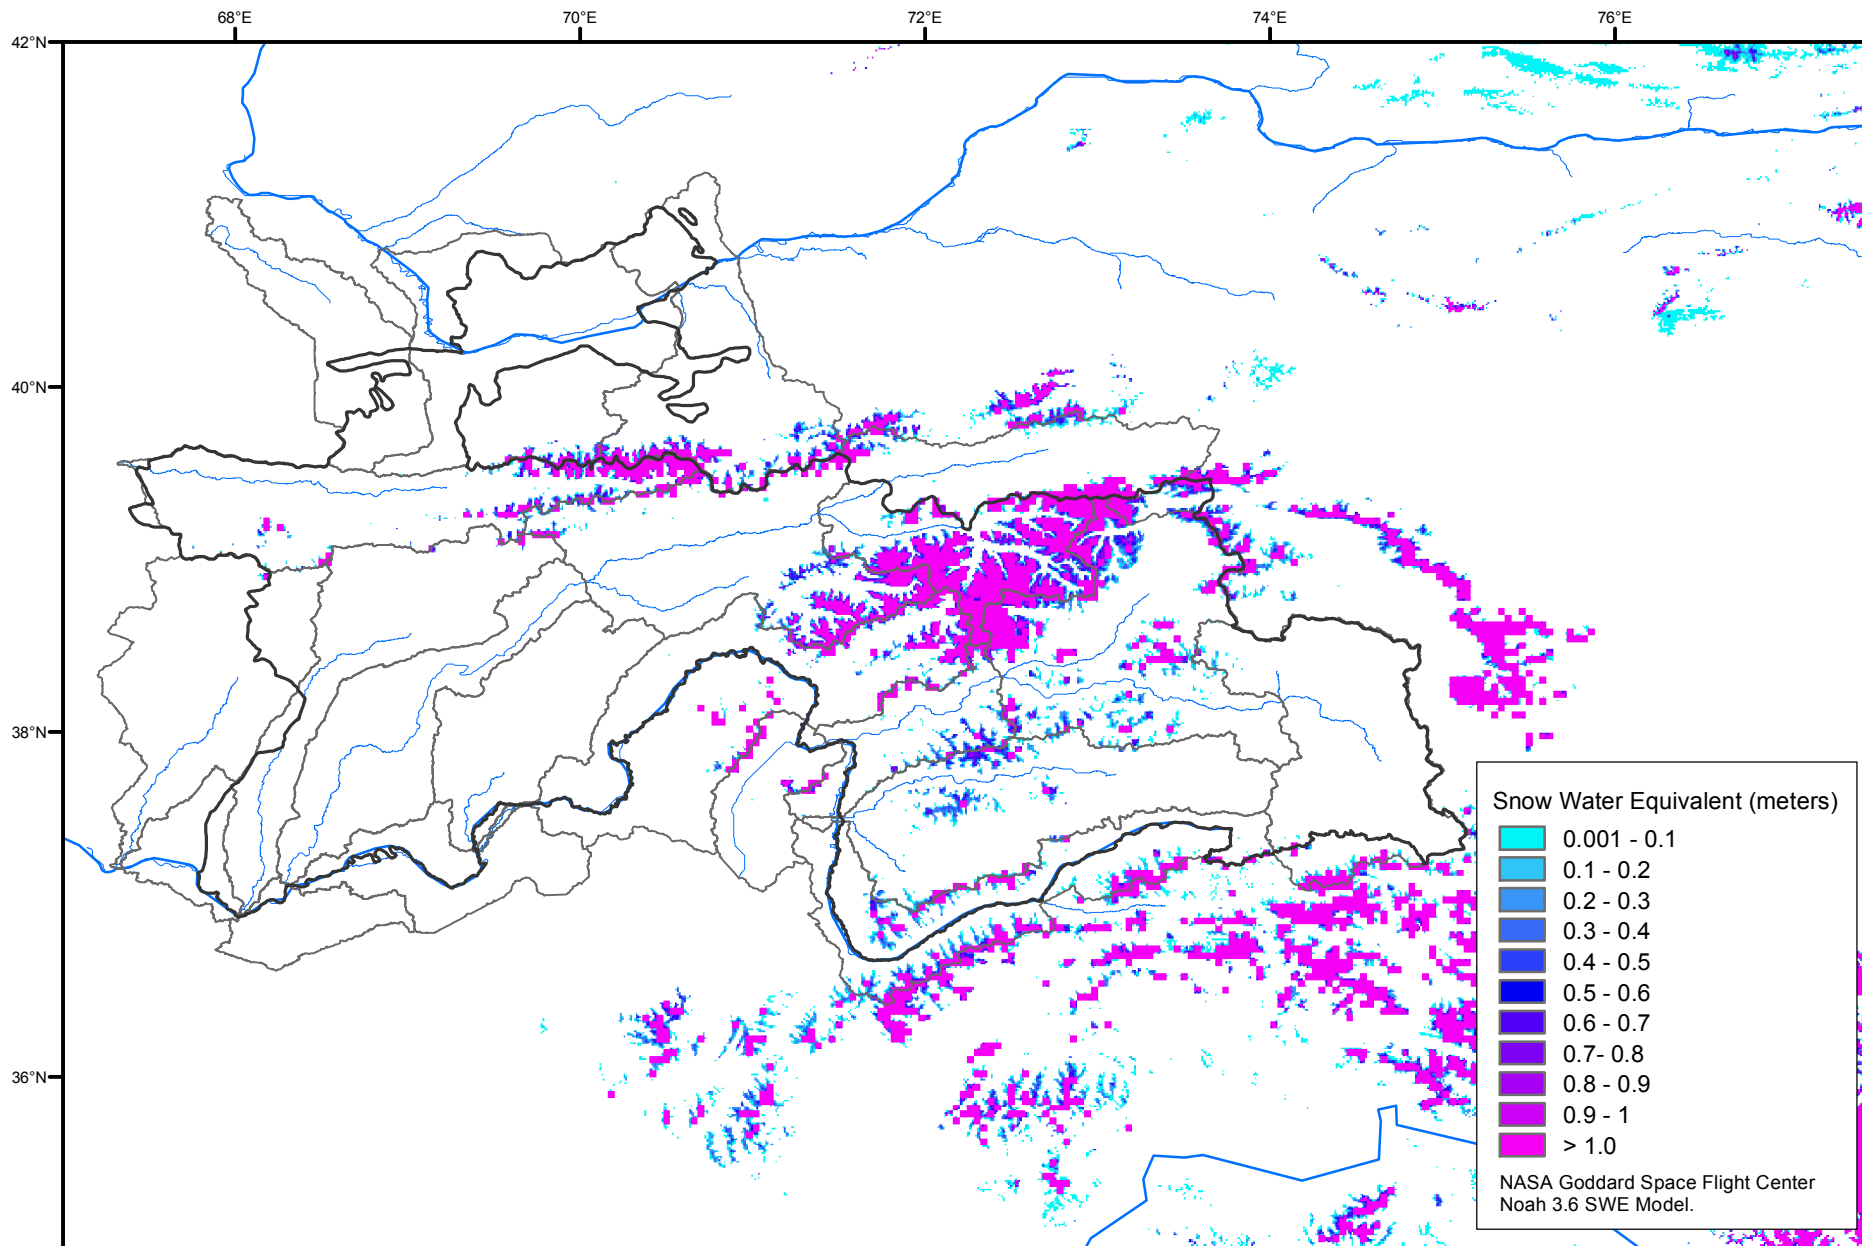 68°E 70°E 72°E 74°E 76°E
42°N
40°N
38°N
36°N
Snow Water Equivalent (meters)
0.001 - 0.1
0.1 - 0.2
0.2 - 0.3
0.3 - 0.4
0.4 - 0.5
0.5 - 0.6
0.6 - 0.7
0.7- 0.8
0.8 - 0.9
0.9 - 1
> 1.0
NASA Goddard Space Flight Center
Noah 3.6 SWE Model.